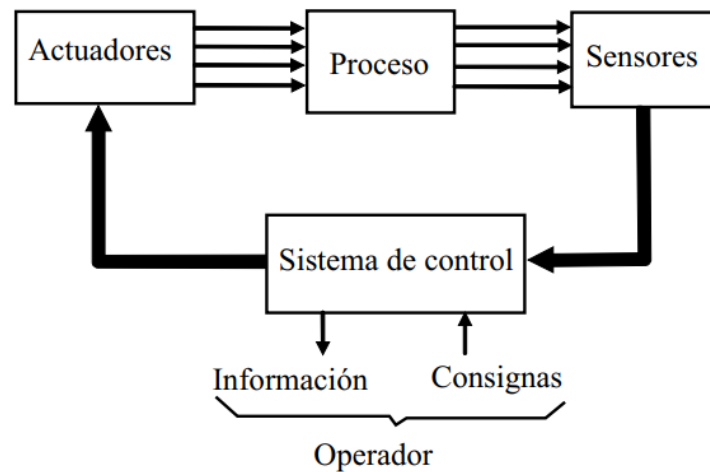 Actuadores
Proceso
Sensores
Sistema de control
Información
Consignas
Operador